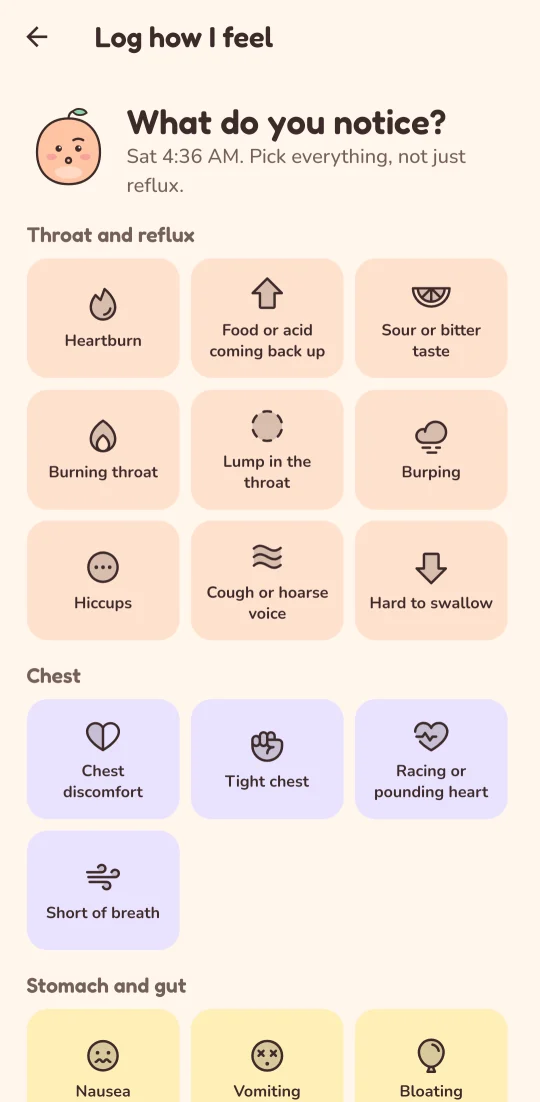 Log how I feel
What do you notice?
Sat 4:36 AM. Pick everything, not just
reflux.
Throat and reflux
Heartburn
Food or acid
coming back up
Sour or bitter
taste
Burning throat
Lump in the
throat
Burping
Hiccups
Cough or hoarse
voice
Hard to swallow
Chest
Chest
discomfort
Tight chest
Racing or
pounding heart
Short of breath
Stomach and gut
Nausea
Vomiting
Bloating